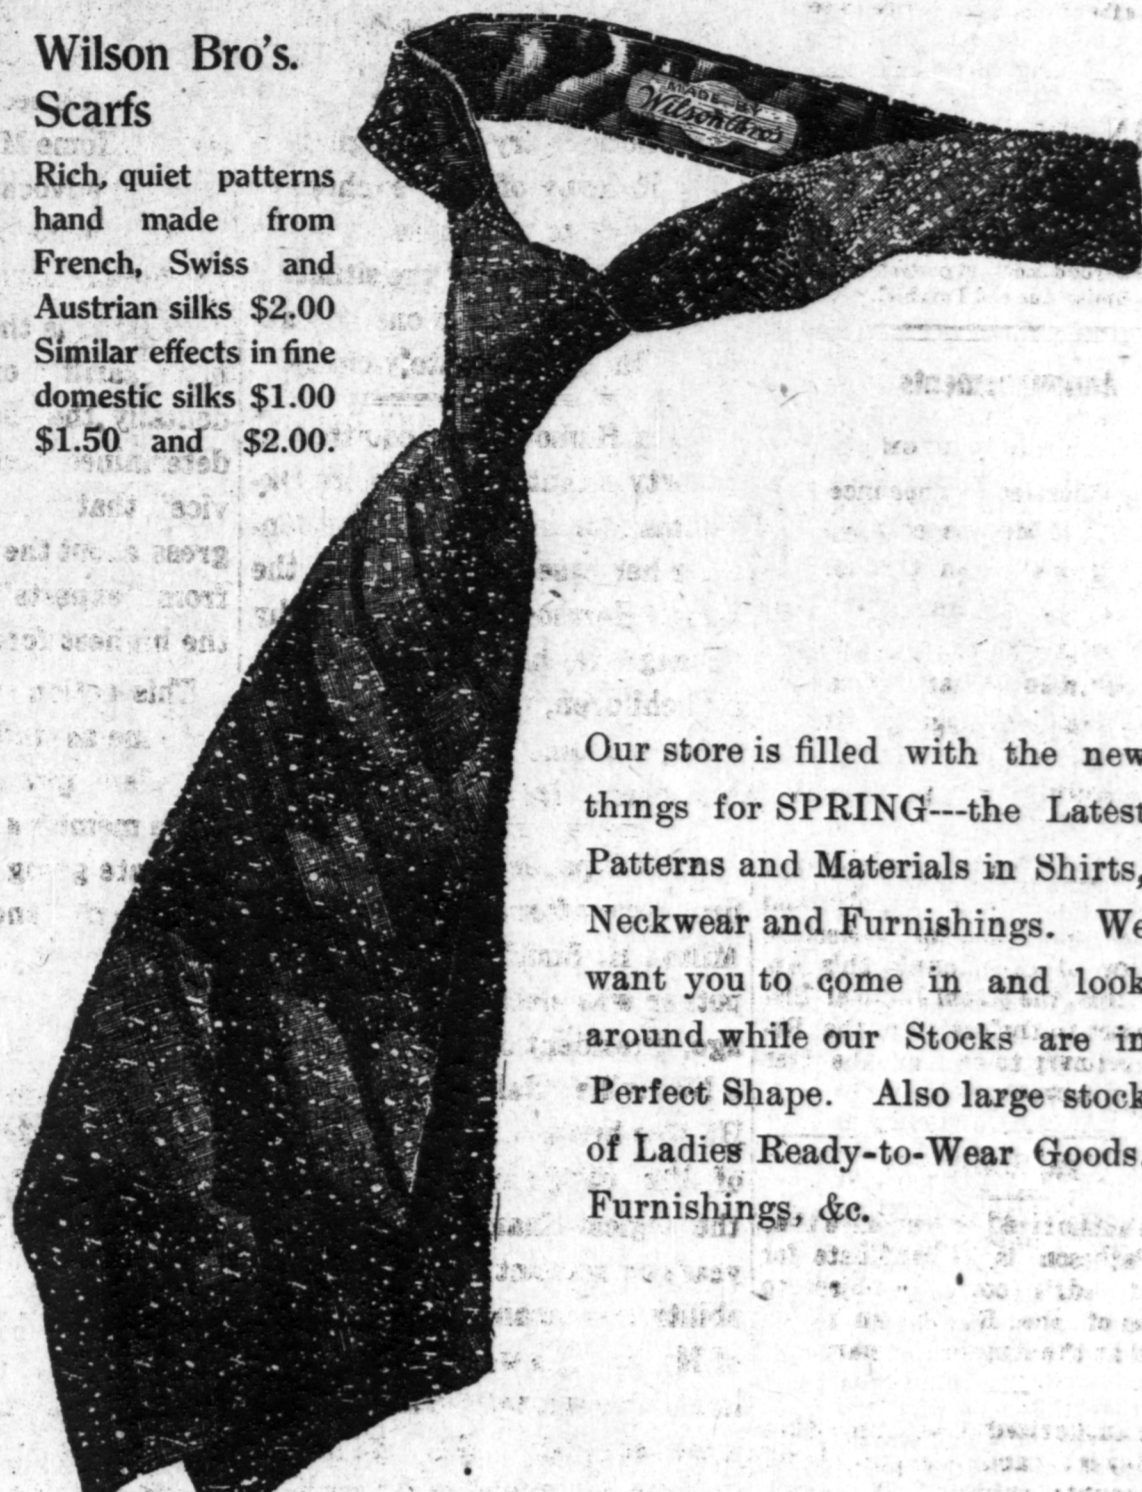 Wilson Bro's.
Scarfs
Rich, quiet patterns
hand made from
French, Swiss and
Austrian silks $2.00
Similar effects in fine
domestic silks $1.00
$1.50 and $2.00.
MADE BY
Wilson Bro's
Our store is filled with the new
things for SPRING---the Latest
Patterns and Materials in Shirts,
Neckwear and Furnishings. We
want you to come in and look
around while our Stocks are in
Perfect Shape. Also large stock
of Ladies Ready-to-Wear Goods.
Furnishings, &c.